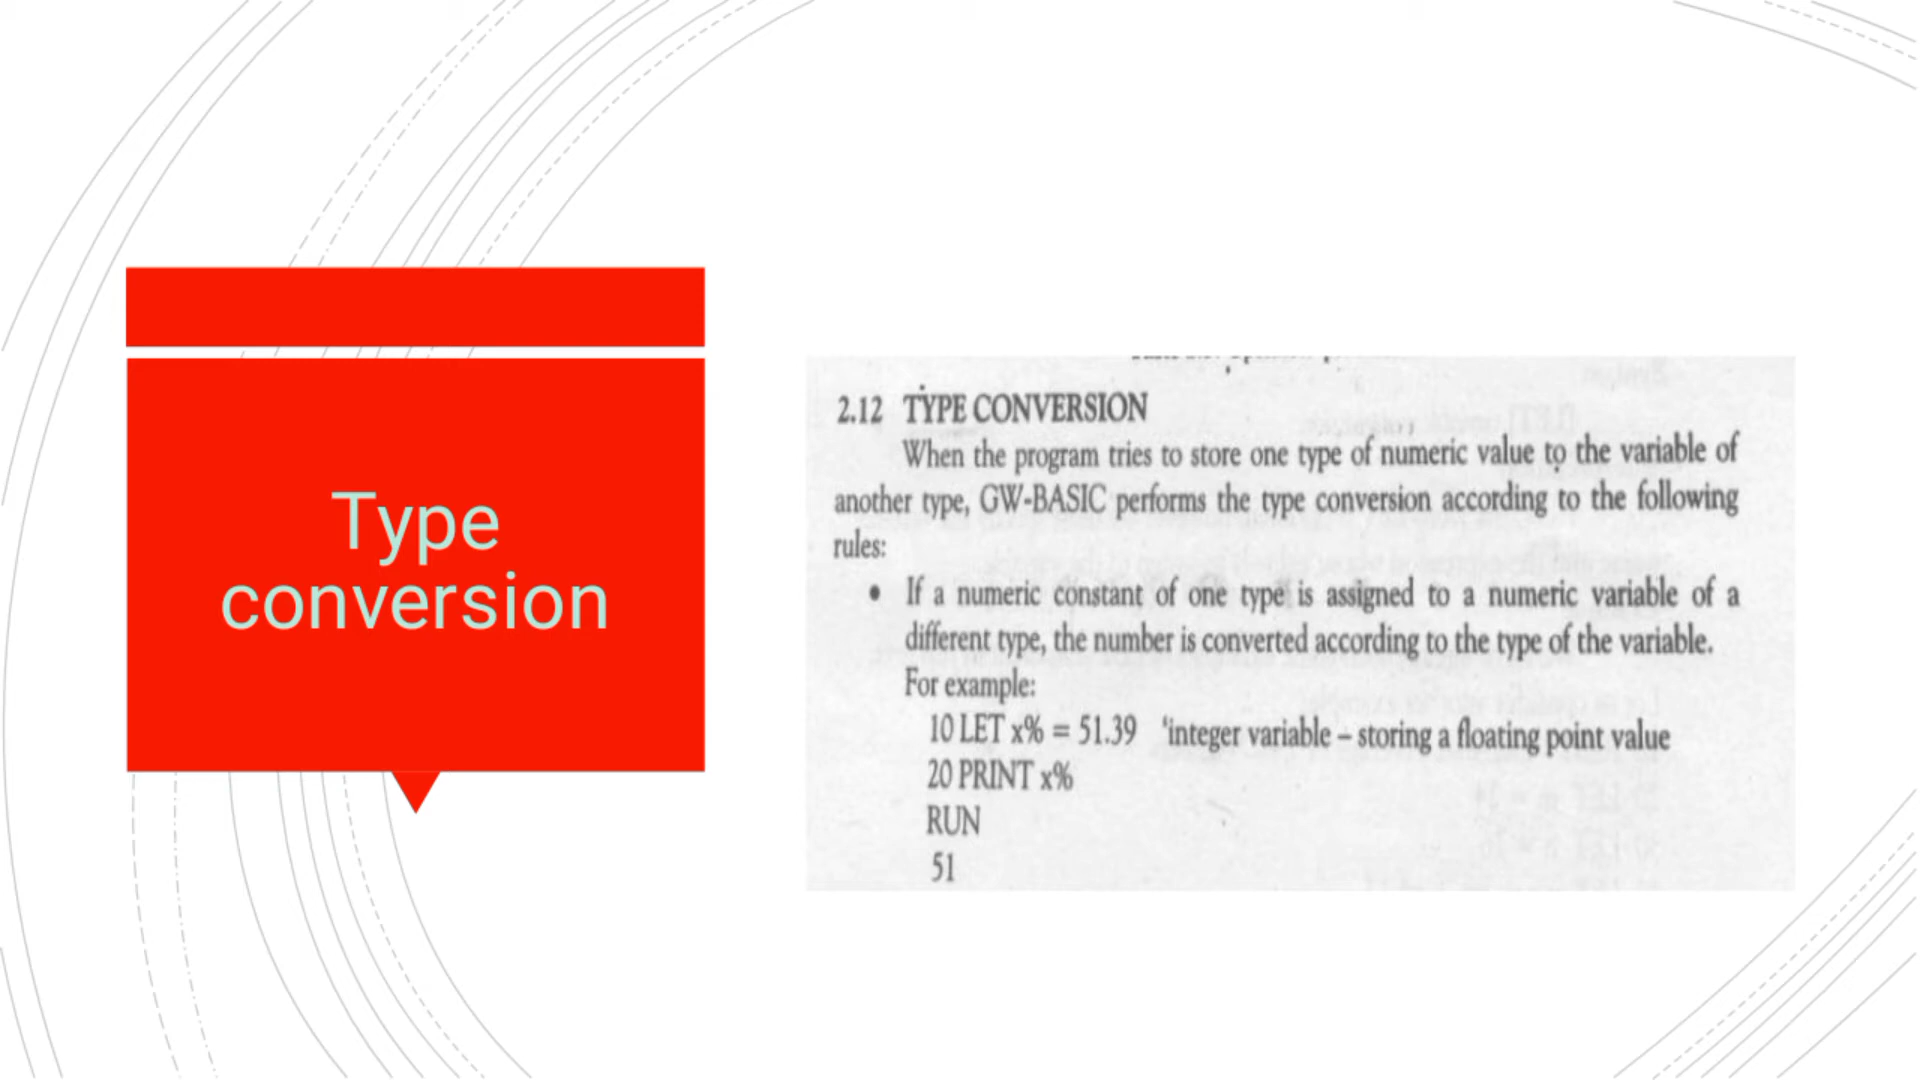 Type
conversion
2.12 TYPE CONVERSION
When the program tries to store one type of numeric value to the variable of
another type, GW-BASIC performs the type conversion according to the following
rules:
• If a numeric constant of one type is assigned to a numeric variable of a
different type, the number is converted according to the type of the variable.
For example:
10 LET x% = 51.39 ‘integer variable – storing a floating point value
20 PRINT x%
RUN
51